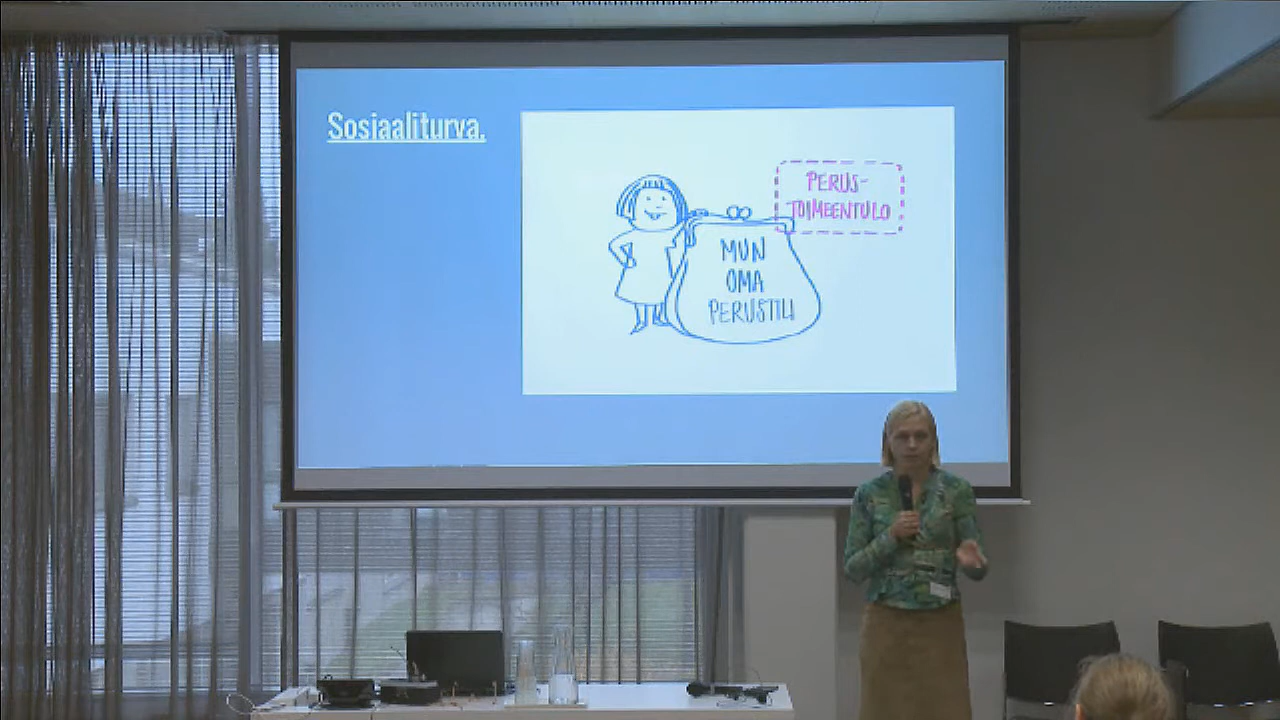 Sosiaaliturva.
PERUS-
TOIMEENTULO
MUN
OMA
PERUSTILI